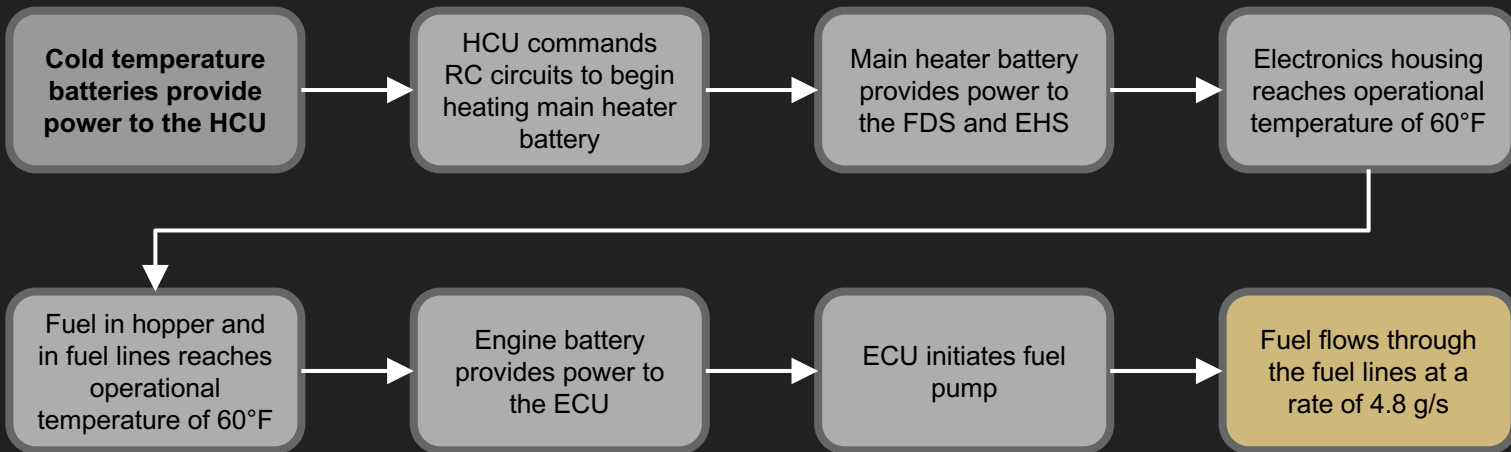 Cold temperature
batteries provide
power to the HCU
HCU commands
RC circuits to begin
heating main heater
battery
Main heater battery
provides power to
the FDS and EHS
Electronics housing
reaches operational
temperature of 60°F
Fuel in hopper and
in fuel lines reaches
operational
temperature of 60°F
Engine battery
provides power to
the ECU
ECU initiates fuel
pump
Fuel flows through
the fuel lines at a
rate of 4.8 g/s